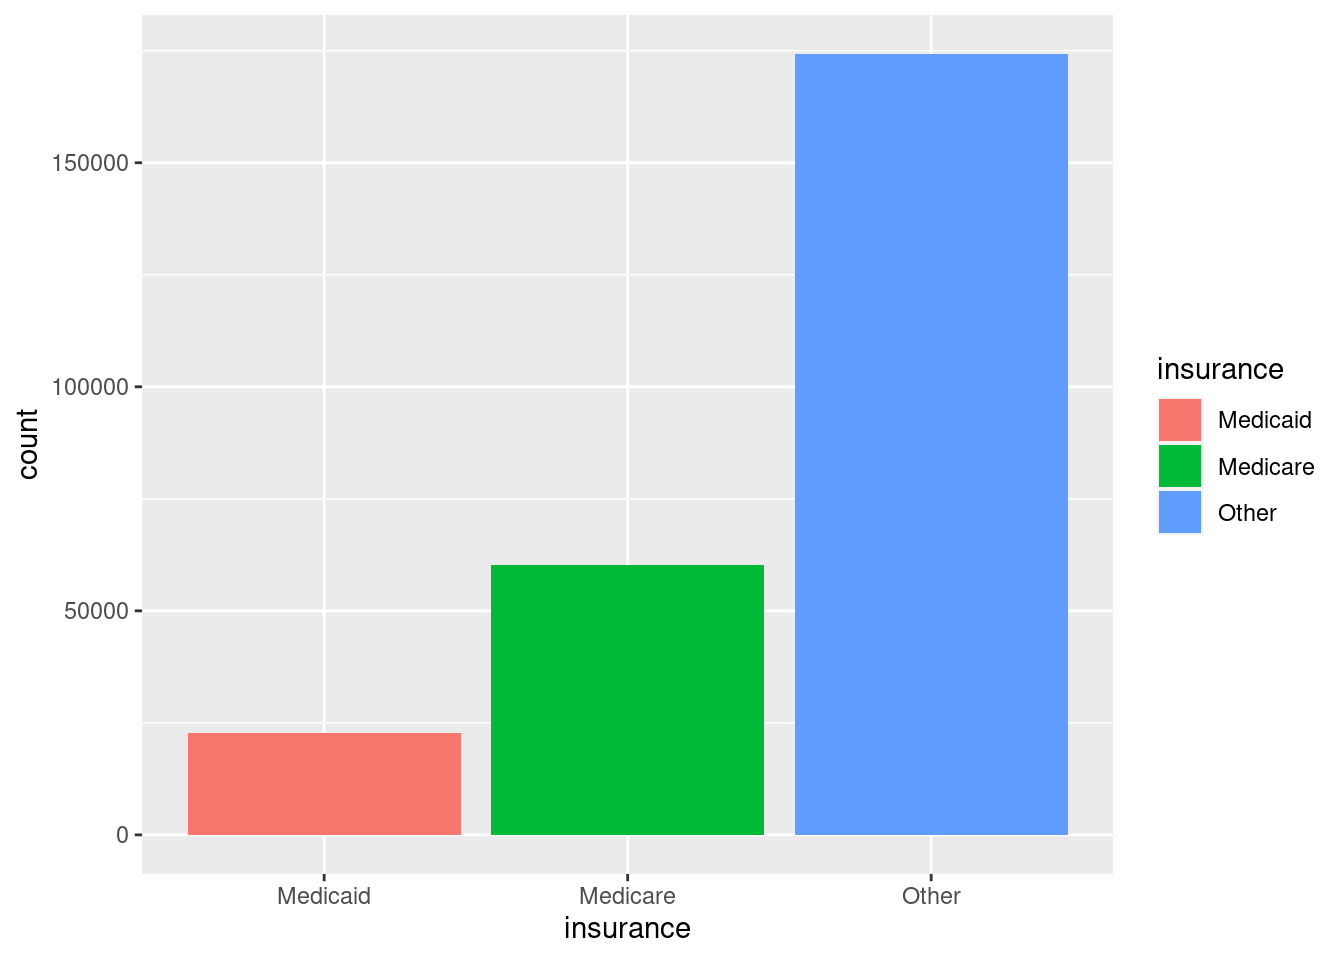 count
150000
100000
50000
0
Medicaid Medicare Other
insurance
insurance
Medicaid
Medicare
Other